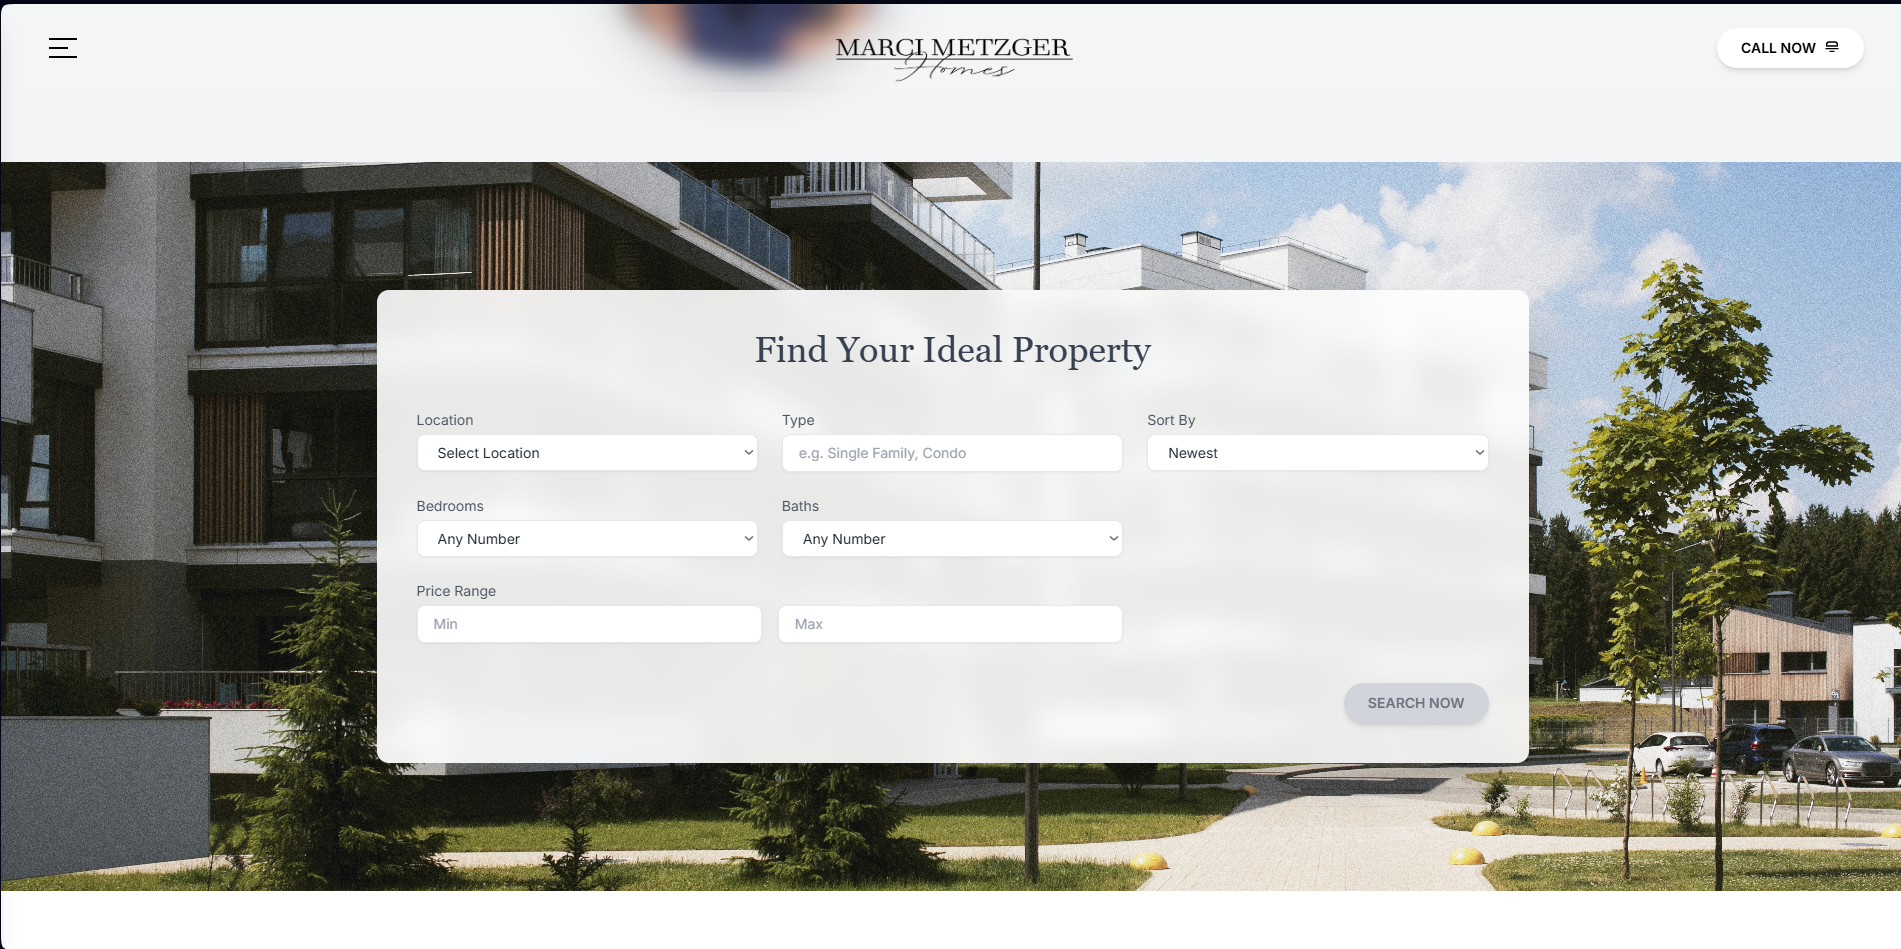 MARCI METZGER
Homes
CALL NOW
Find Your Ideal Property
Location
Type
Sort By
Select Location
e.g. Single Family, Condo
Newest
Bedrooms
Baths
Any Number
Any Number
Price Range
Min
Max
SEARCH NOW